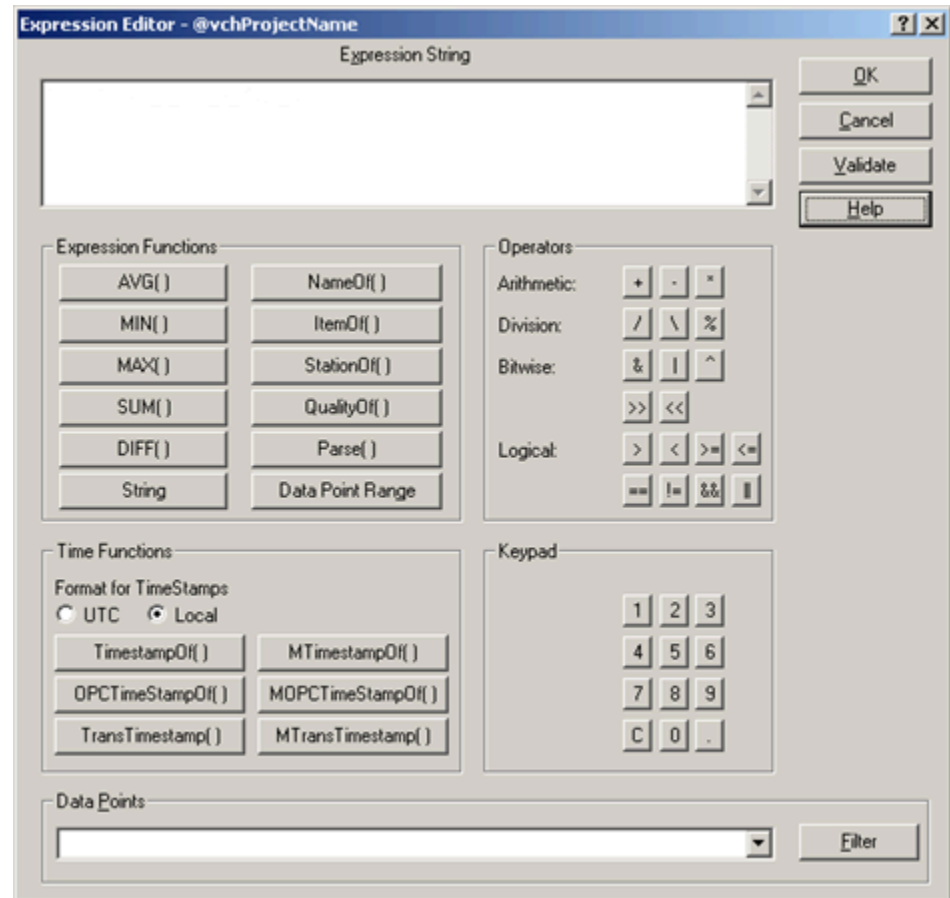 Expression Editor - @vchProjectName ? X
Expression String
OK
Cancel
Validate
Help
Expression Functions
AVG( ) NameOf( )
MIN( ) ItemOf( )
MAX( ) StationOf( )
SUM( ) QualityOf( )
DIFF( ) Parse( )
String Data Point Range
Operators
Arithmetic: + - *
Division: / \ %
Bitwise: & | ^
>> <<
Logical: > < >= <=
== != && ||
Time Functions
Format for TimeStamps
UTC Local
TimestampOf( ) MTimestampOf( )
OPCTimeStampOf( ) MOPCTimeStampOf( )
TransTimestamp( ) MTransTimestamp( )
Keypad
1 2 3
4 5 6
7 8 9
C 0 .
Data Points
Filter